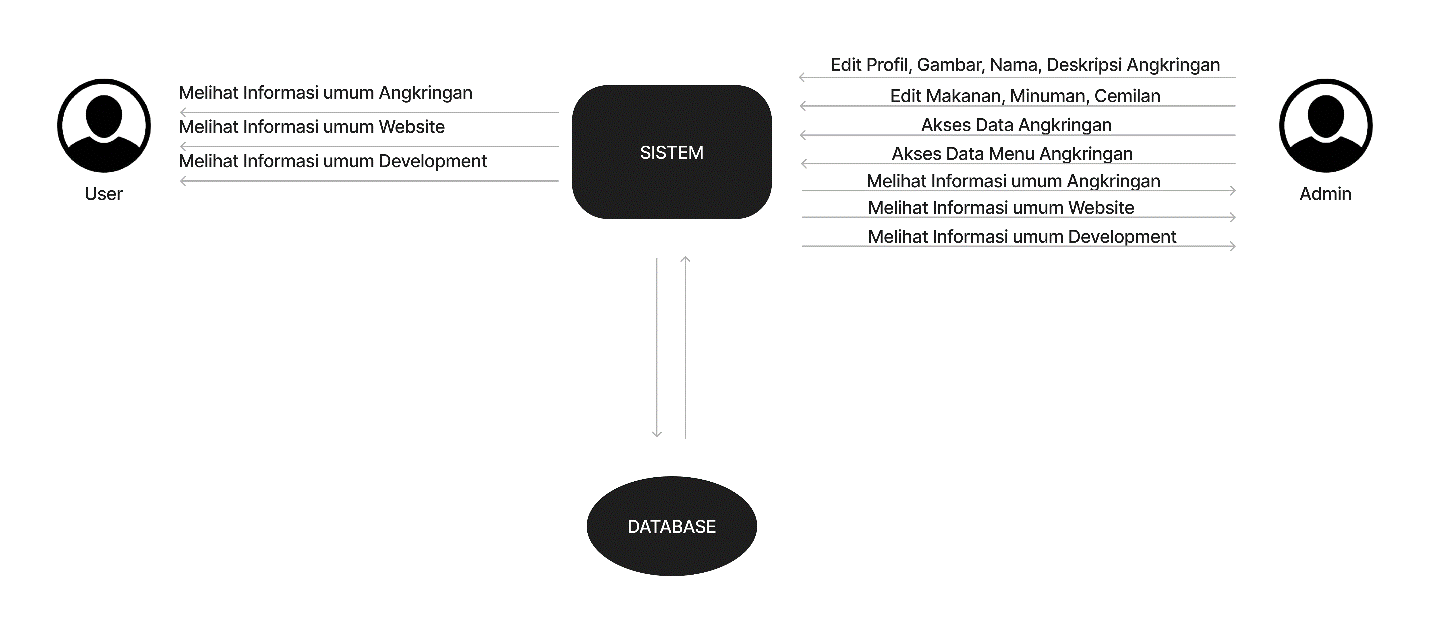 User
Melihat Informasi umum Angkringan
Melihat Informasi umum Website
Melihat Informasi umum Development
SISTEM
Edit Profil, Gambar, Nama, Deskripsi Angkringan
Edit Makanan, Minuman, Cemilan
Akses Data Angkringan
Akses Data Menu Angkringan
Melihat Informasi umum Angkringan
Melihat Informasi umum Website
Melihat Informasi umum Development
Admin
DATABASE